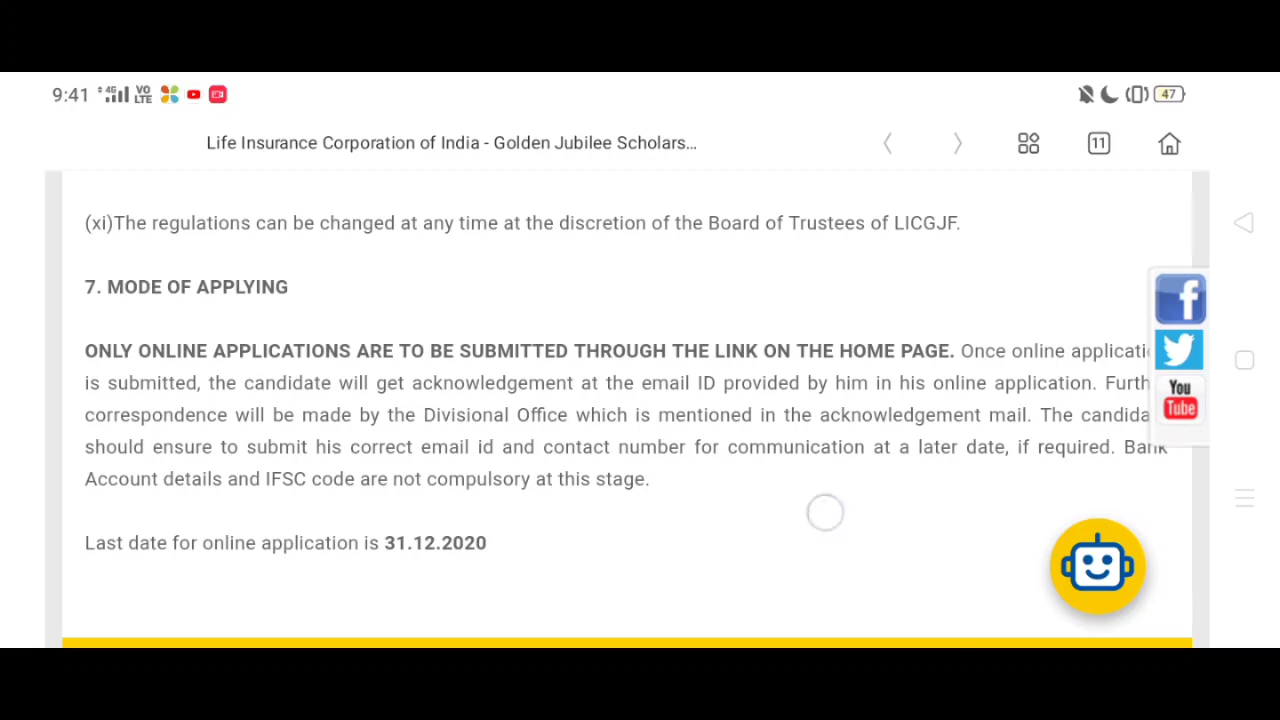 9:41 4G VO LTE 47
Life Insurance Corporation of India - Golden Jubilee Scholars... 11
(xi)The regulations can be changed at any time at the discretion of the Board of Trustees of LICGJF.
7. MODE OF APPLYING
ONLY ONLINE APPLICATIONS ARE TO BE SUBMITTED THROUGH THE LINK ON THE HOME PAGE. Once online applicatio
is submitted, the candidate will get acknowledgement at the email ID provided by him in his online application. Furth
correspondence will be made by the Divisional Office which is mentioned in the acknowledgement mail. The candida
should ensure to submit his correct email id and contact number for communication at a later date, if required. Bank
Account details and IFSC code are not compulsory at this stage.
Last date for online application is 31.12.2020
f
You
Tube